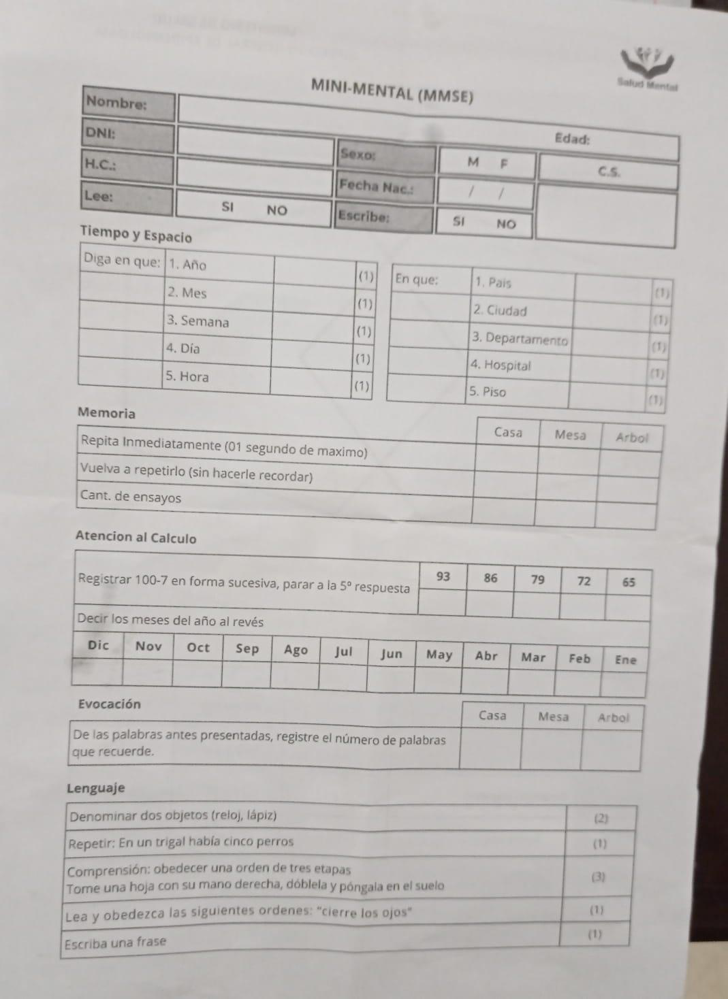 Salud Mental
MINI-MENTAL (MMSE)
Nombre:
Edad:
DNI:
Sexo:
M F
C.S.
H.C.:
Fecha Nac.:
/ /
Lee:
SI NO
Escribe:
SI NO
Tiempo y Espacio
Diga en que: 1. Año (1)
2. Mes (1)
3. Semana (1)
4. Día (1)
5. Hora (1)
En que: 1. Pais (1)
2. Ciudad (1)
3. Departamento (1)
4. Hospital (1)
5. Piso (1)
Memoria
Casa Mesa Arbol
Repita Inmediatamente (01 segundo de maximo)
Vuelva a repetirlo (sin hacerle recordar)
Cant. de ensayos
Atencion al Calculo
Registrar 100-7 en forma sucesiva, parar a la 5º respuesta 93 86 79 72 65
Decir los meses del año al revés
Dic Nov Oct Sep Ago Jul Jun May Abr Mar Feb Ene
Evocación
Casa Mesa Arbol
De las palabras antes presentadas, registre el número de palabras
que recuerde.
Lenguaje
Denominar dos objetos (reloj, lápiz) (2)
Repetir: En un trigal había cinco perros (1)
Comprensión: obedecer una orden de tres etapas
Tome una hoja con su mano derecha, dóblela y póngala en el suelo (3)
Lea y obedezca las siguientes ordenes: "cierre los ojos" (1)
Escriba una frase (1)